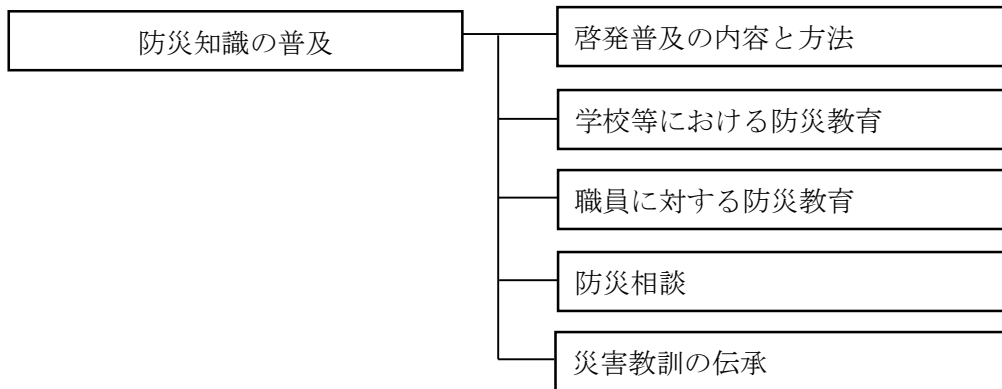 防災知識の普及
啓発普及の内容と方法
学校等における防災教育
職員に対する防災教育
防災相談
災害教訓の伝承